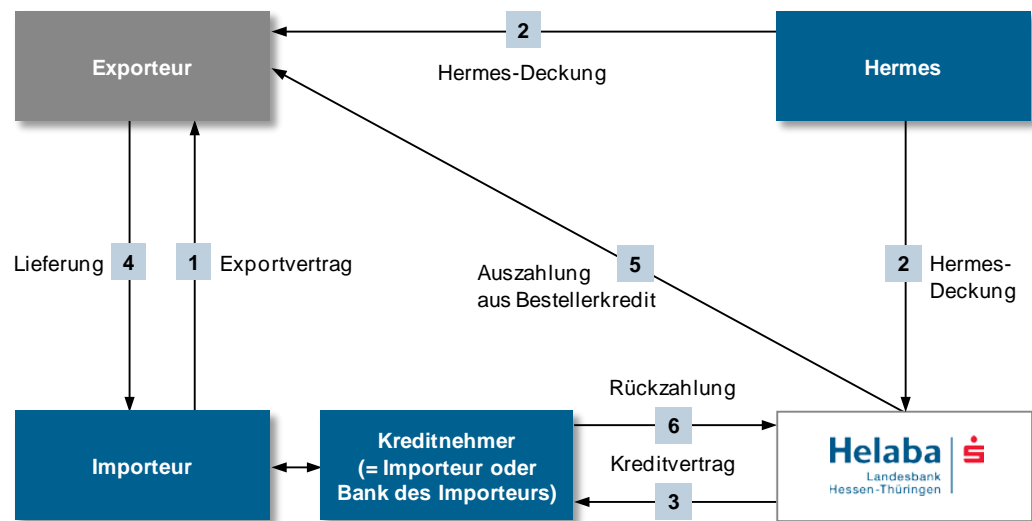 2
Exporteur
Hermes
Hermes-Deckung
Lieferung
4
1
Exportvertrag
Auszahlung
aus Bestellerkredit
5
2
Hermes-
Deckung
Rückzahlung
6
Importeur
Kreditnehmer
(= Importeur oder
Bank des Importeurs)
Kreditvertrag
3
Helaba
Landesbank
Hessen-Thüringen